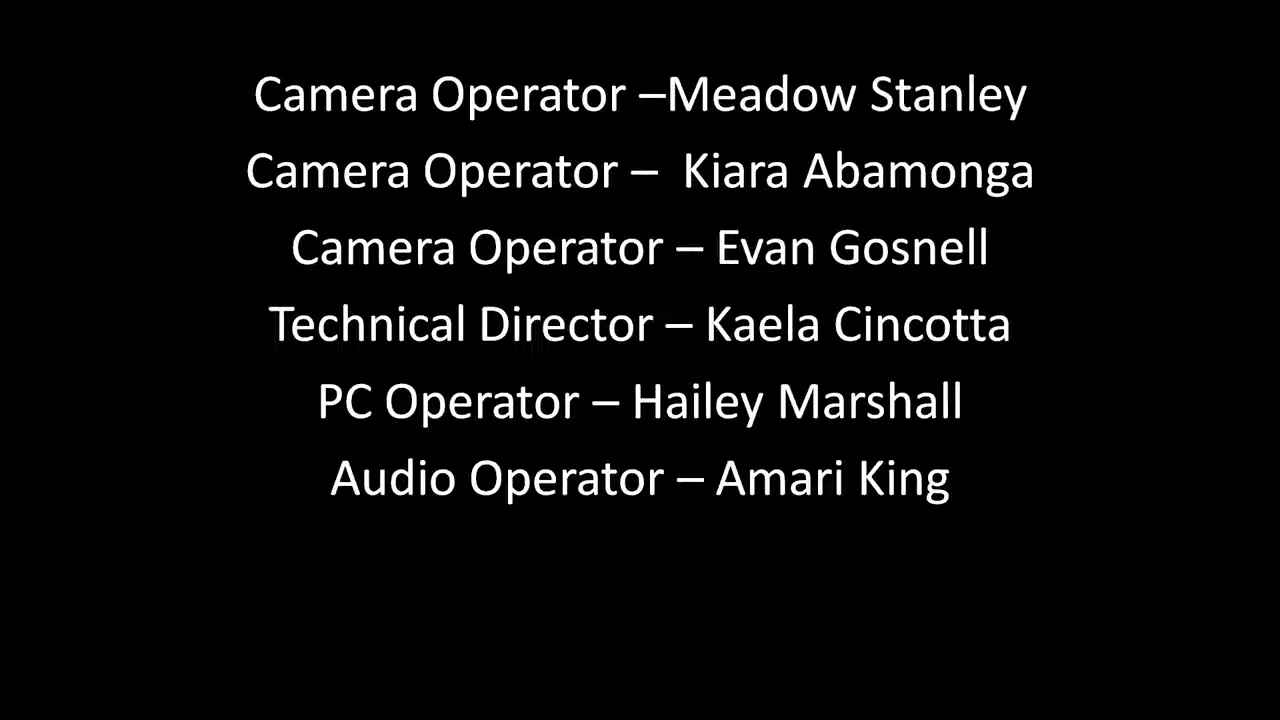 Camera Operator –Meadow Stanley
Camera Operator –  Kiara Abamonga
Camera Operator – Evan Gosnell
Technical Director – Kaela Cincotta
PC Operator – Hailey Marshall
Audio Operator – Amari King